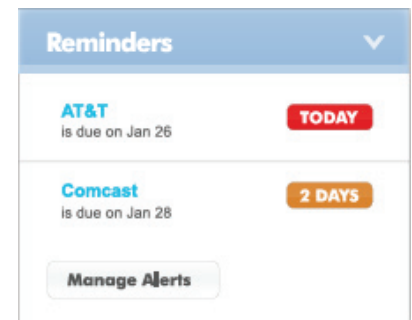 Reminders
AT&T
TODAY
is due on Jan 26
Comcast
2 DAYS
is due on Jan 28
Manage Alerts